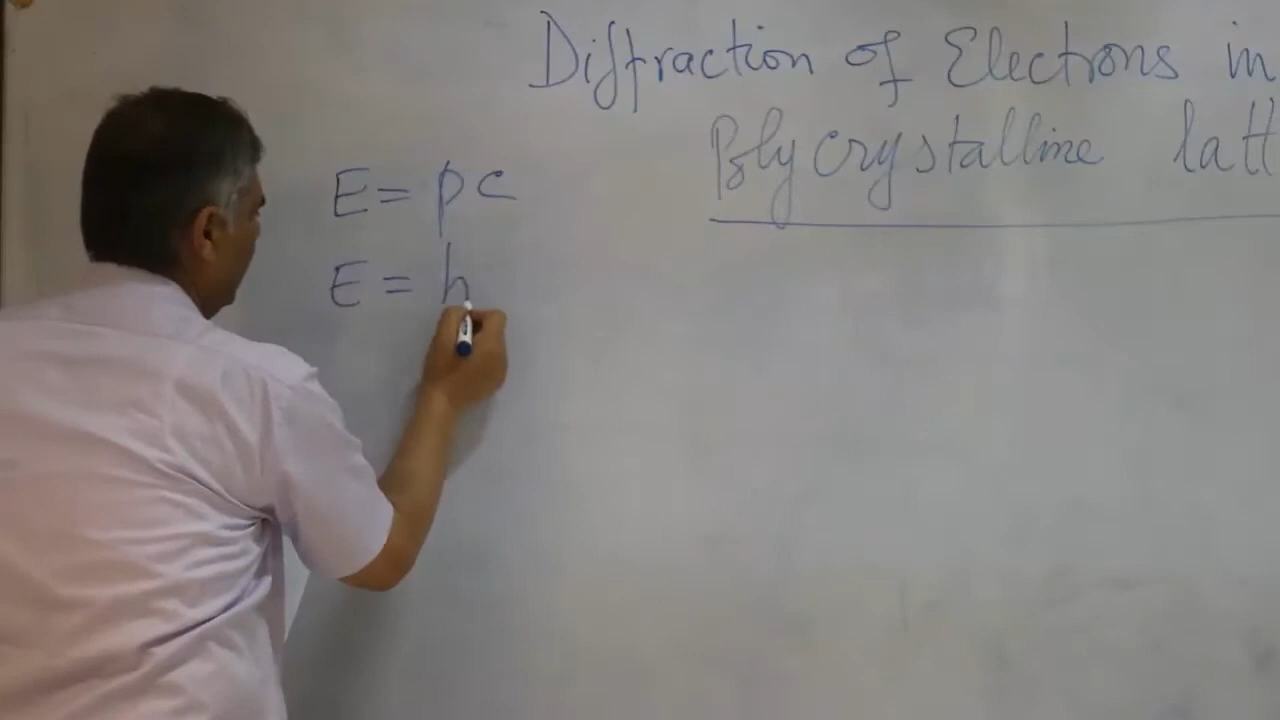 Diffraction of Electrons in
Polycrystalline latt
E = pc
E = h